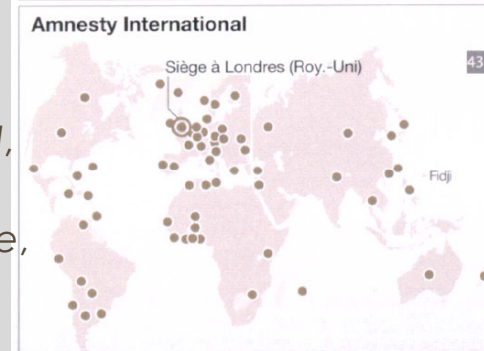 Amnesty International
Siège à Londres (Roy.-Uni)
43
Fidji